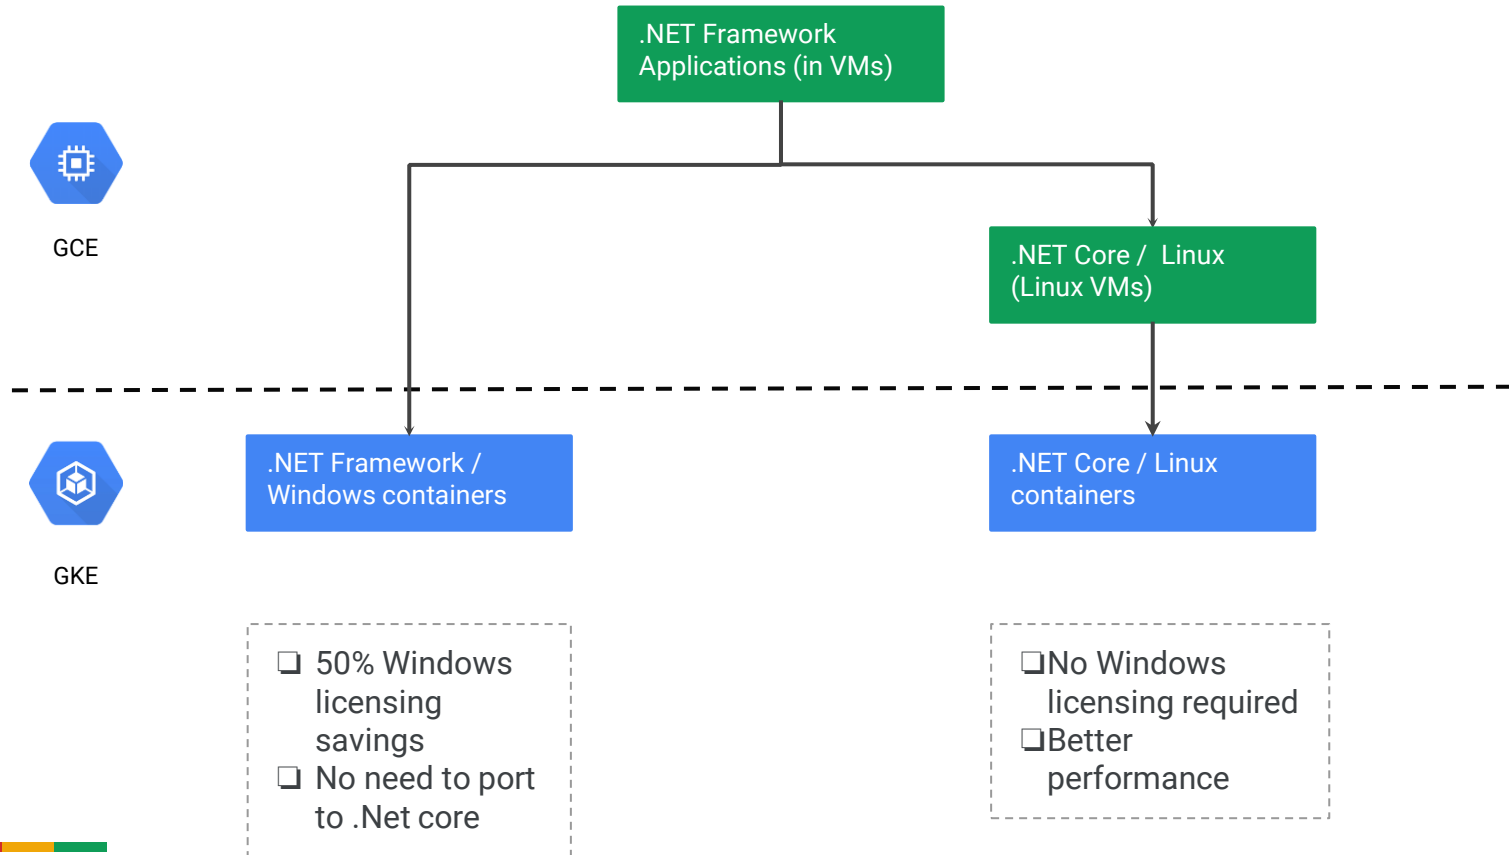 .NET Framework
Applications (in VMs)
GCE
.NET Core /  Linux
(Linux VMs)
.NET Framework /
Windows containers
.NET Core / Linux
containers
GKE
❏ 50% Windows
licensing
savings
❏ No need to port
to .Net core
❏No Windows
licensing required
❏Better
performance